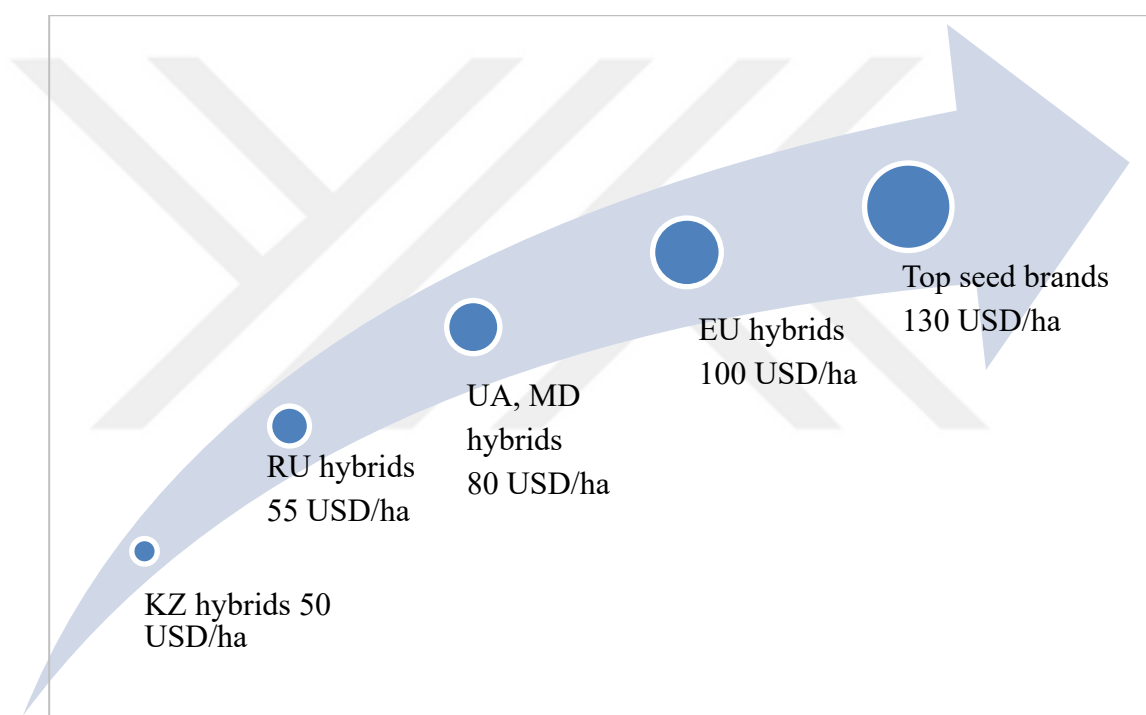 KZ hybrids 50
USD/ha
RU hybrids
55 USD/ha
UA, MD
hybrids
80 USD/ha
EU hybrids
100 USD/ha
Top seed brands
130 USD/ha